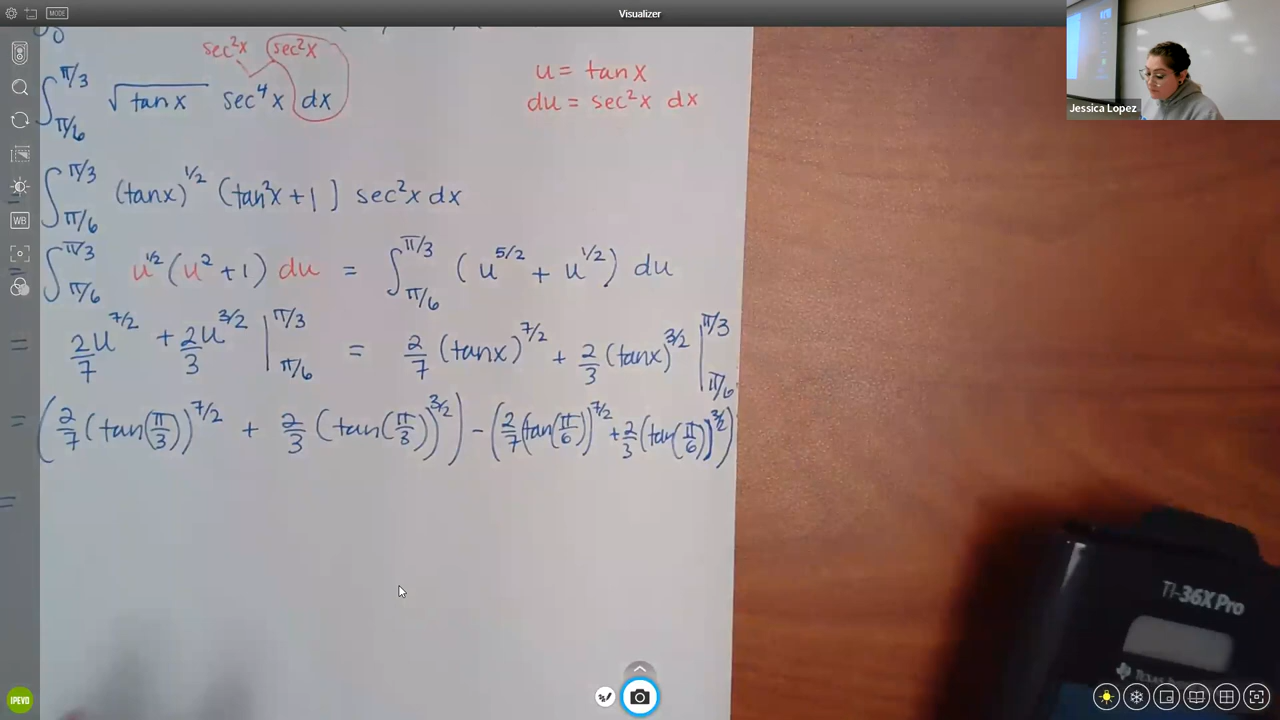 MODE
Visualizer
Jessica Lopez
WB
sec²x sec²x
∫_{π/6}^{π/3} √tan x sec⁴x dx
u = tan x
du = sec²x dx
= ∫_{π/6}^{π/3} (tan x)^{1/2} (tan²x + 1) sec²x dx
= ∫_{π/6}^{π/3} u^{1/2} (u² + 1) du = ∫_{π/6}^{π/3} (u^{5/2} + u^{1/2}) du
= 2/7 u^{7/2} + 2/3 u^{3/2} |_{π/6}^{π/3} = 2/7 (tan x)^{7/2} + 2/3 (tan x)^{3/2} |_{π/6}^{π/3}
= (2/7 (tan(π/3))^{7/2} + 2/3 (tan(π/3))^{3/2}) − (2/7 (tan(π/6))^{7/2} + 2/3 (tan(π/6))^{3/2})
=
TI-36X Pro
IPEVO